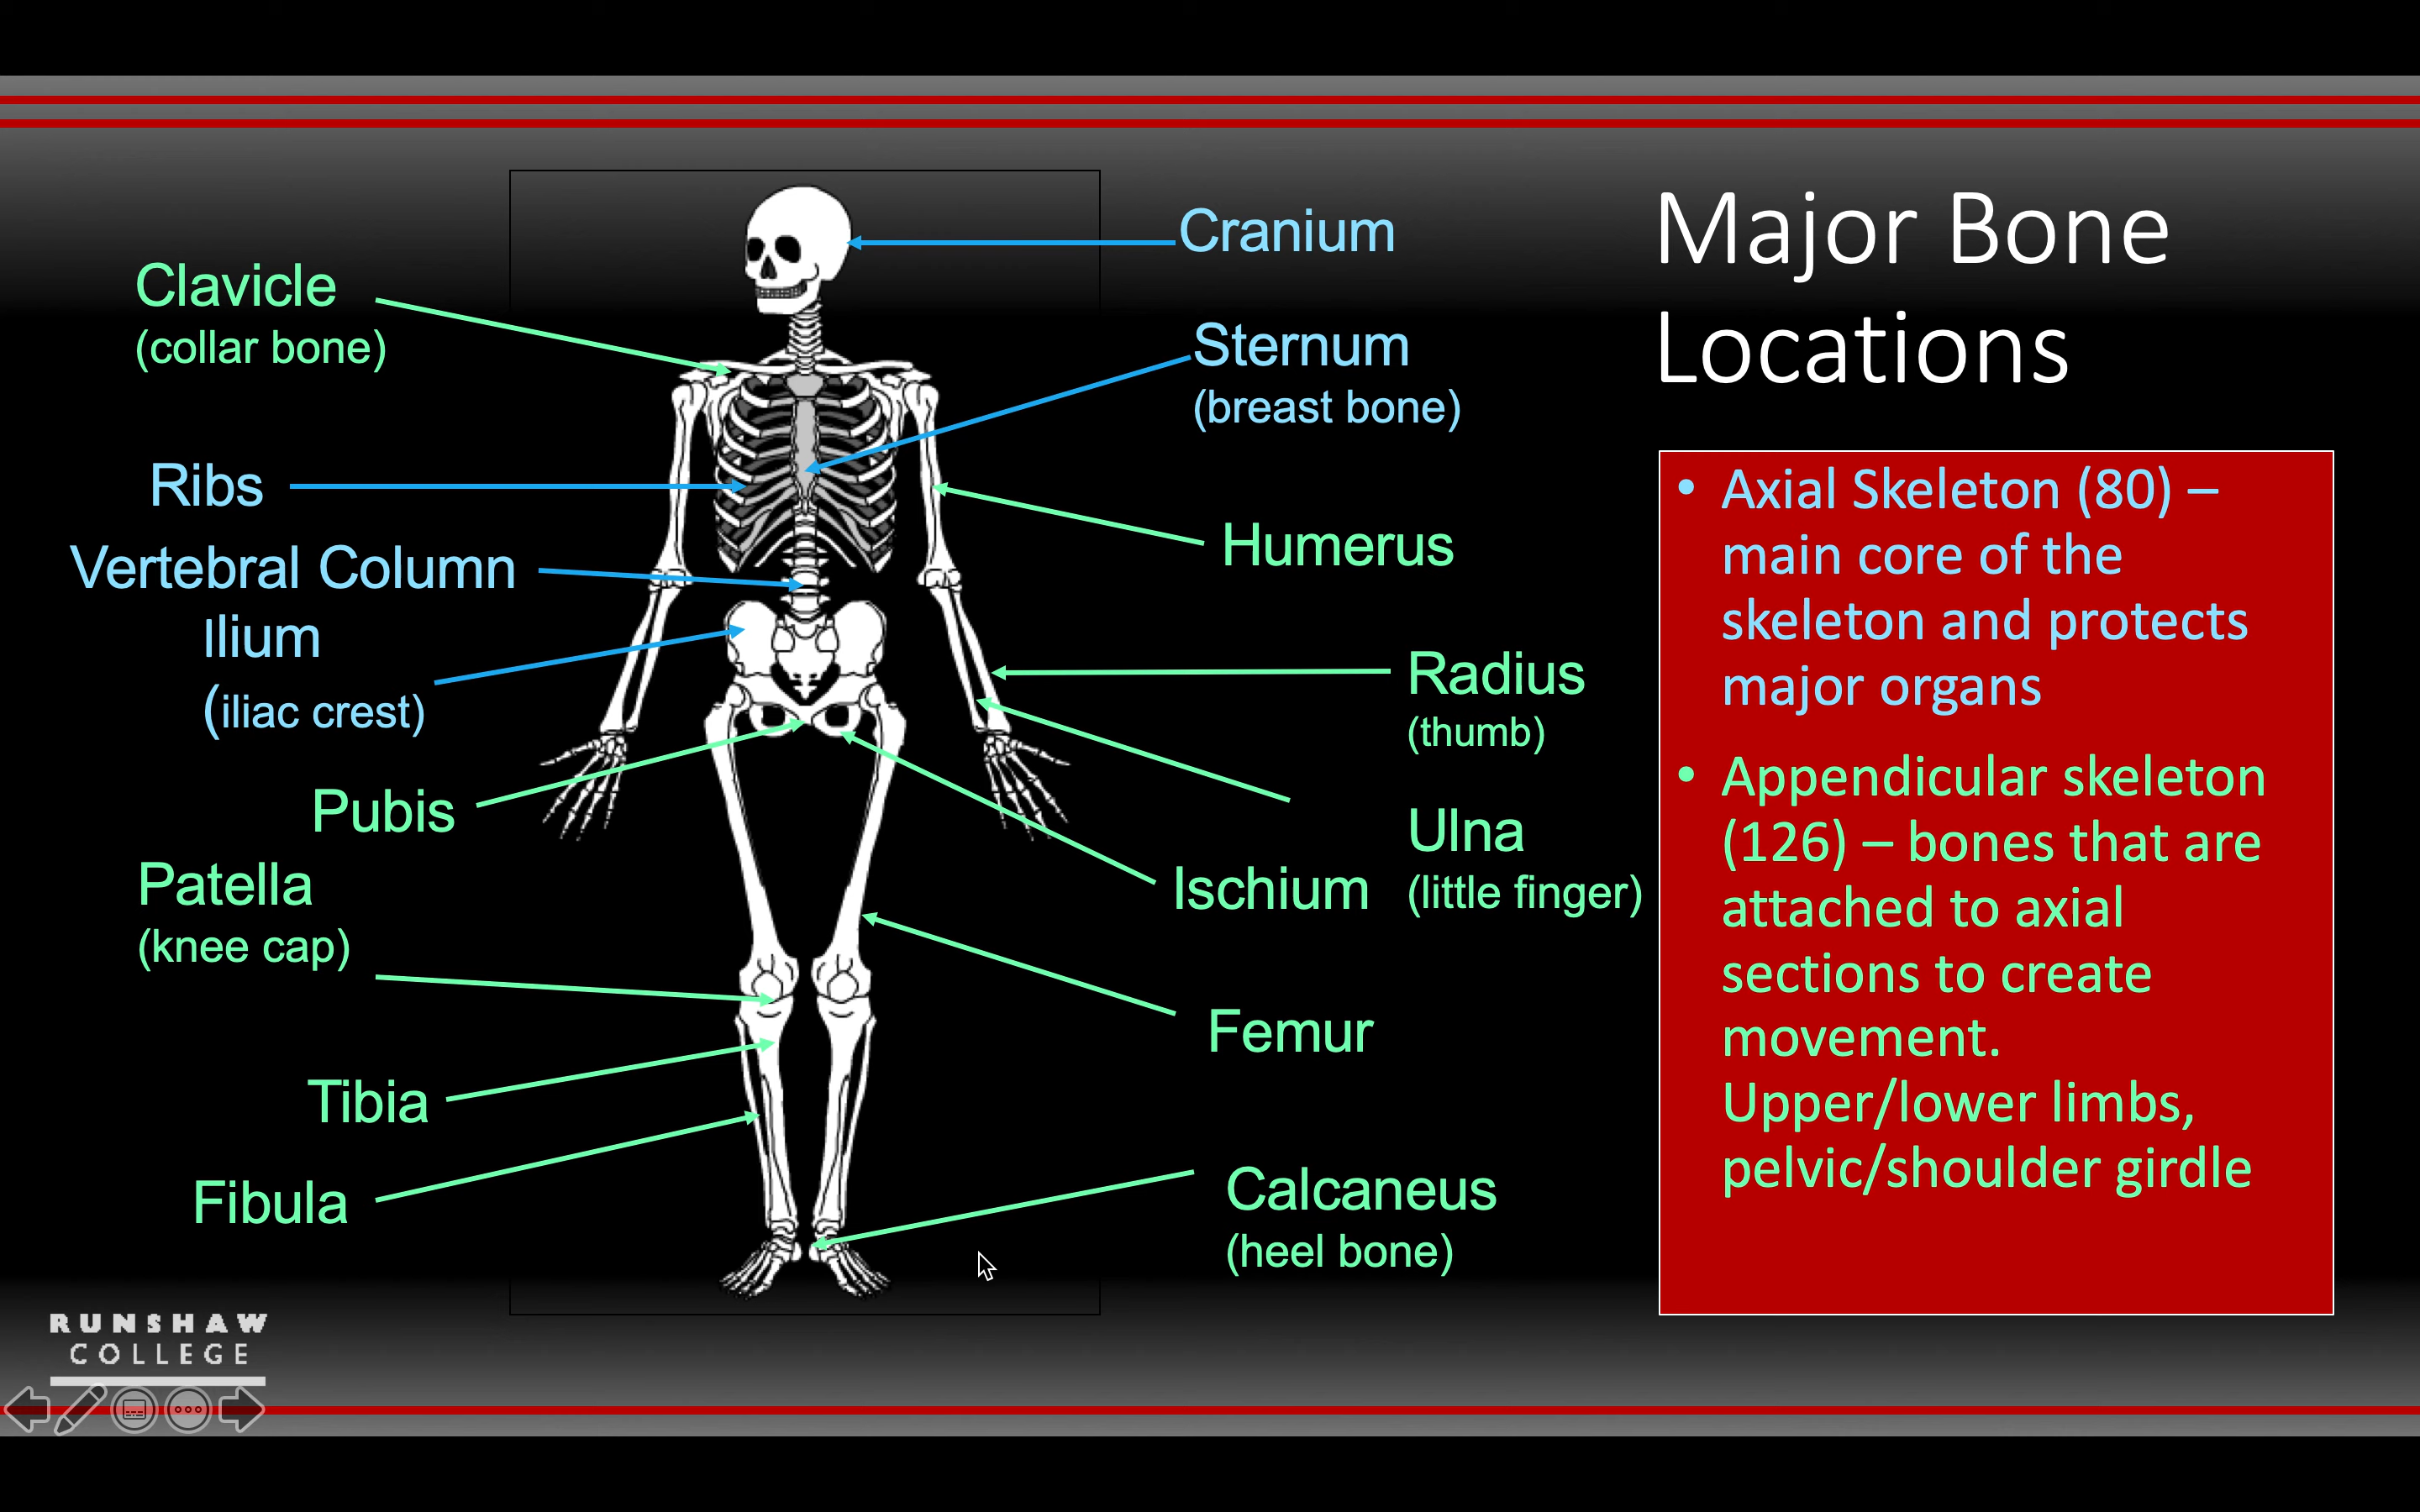 Major Bone
Locations
Cranium
Clavicle
(collar bone)
Sternum
(breast bone)
Ribs
Humerus
Vertebral Column
Ilium
(iliac crest)
Radius
(thumb)
Pubis
Ulna
(little finger)
Ischium
Patella
(knee cap)
Femur
Tibia
Fibula
Calcaneus
(heel bone)
• Axial Skeleton (80) –
main core of the
skeleton and protects
major organs
• Appendicular skeleton
(126) – bones that are
attached to axial
sections to create
movement.
Upper/lower limbs,
pelvic/shoulder girdle
RUNSHAW
COLLEGE